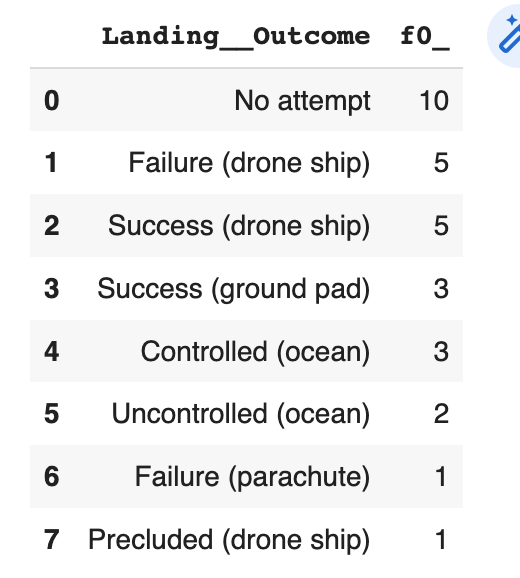 Landing__Outcome f0_
0 No attempt 10
1 Failure (drone ship) 5
2 Success (drone ship) 5
3 Success (ground pad) 3
4 Controlled (ocean) 3
5 Uncontrolled (ocean) 2
6 Failure (parachute) 1
7 Precluded (drone ship) 1